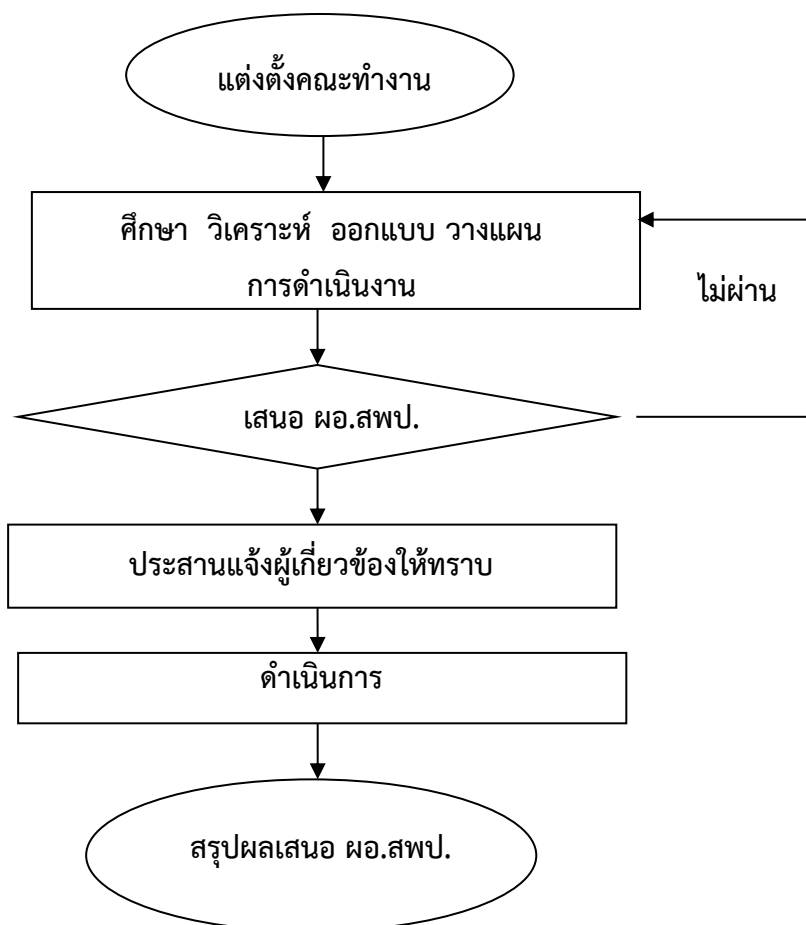 แต่งตั้งคณะทำงาน
ศึกษา วิเคราะห์ ออกแบบ วางแผน
การดำเนินงาน
ไม่ผ่าน
เสนอ ผอ.สพป.
ประสานแจ้งผู้เกี่ยวข้องให้ทราบ
ดำเนินการ
สรุปผลเสนอ ผอ.สพป.